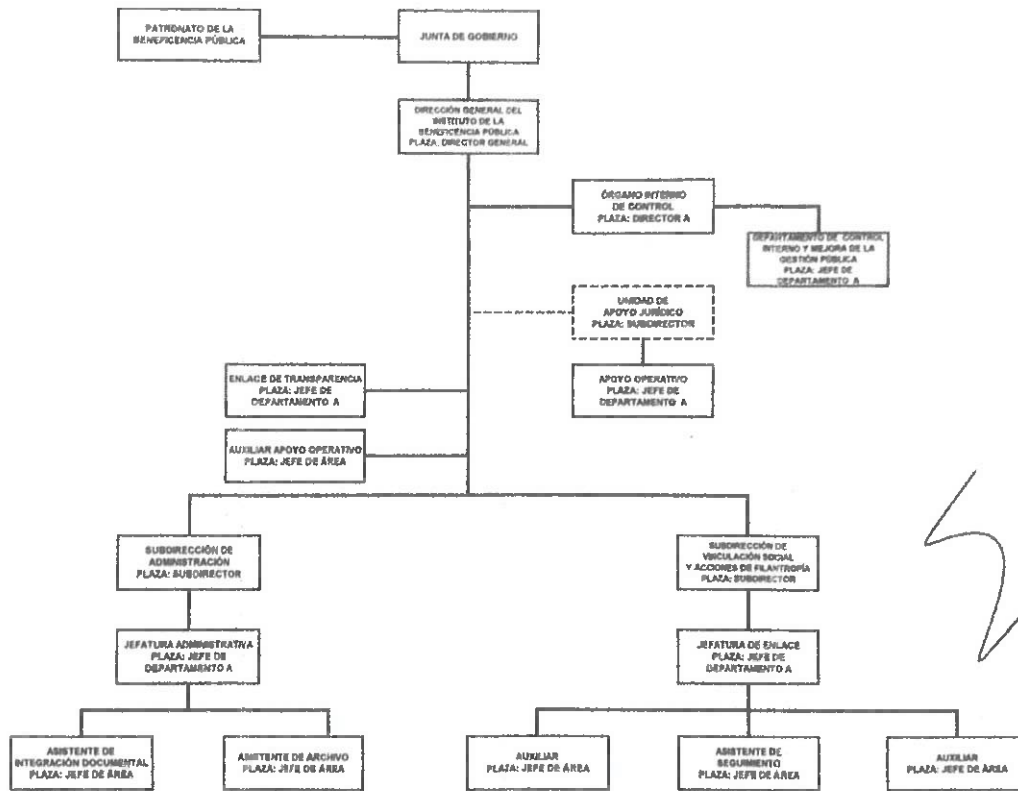 PATRONATO DE LA
BENEFICENCIA PÚBLICA
JUNTA DE GOBIERNO
DIRECCIÓN GENERAL DEL
INSTITUTO DE LA
BENEFICENCIA PÚBLICA
PLAZA: DIRECTOR GENERAL
ÓRGANO INTERNO
DE CONTROL
PLAZA: DIRECTOR A
DEPARTAMENTO DE CONTROL
INTERNO Y MEJORA DE LA
GESTIÓN PÚBLICA
PLAZA: JEFE DE
DEPARTAMENTO A
UNIDAD DE
APOYO JURÍDICO
PLAZA: SUBDIRECTOR
ENLACE DE TRANSPARENCIA
PLAZA: JEFE DE
DEPARTAMENTO A
APOYO OPERATIVO
PLAZA: JEFE DE
DEPARTAMENTO A
AUXILIAR APOYO OPERATIVO
PLAZA: JEFE DE ÁREA
SUBDIRECCIÓN DE
ADMINISTRACIÓN
PLAZA: SUBDIRECTOR
SUBDIRECCIÓN DE
VINCULACIÓN SOCIAL
Y ACCIONES DE FILANTROPÍA
PLAZA: SUBDIRECTOR
JEFATURA ADMINISTRATIVA
PLAZA: JEFE DE
DEPARTAMENTO A
JEFATURA DE ENLACE
PLAZA: JEFE DE
DEPARTAMENTO A
ASISTENTE DE
INTEGRACIÓN DOCUMENTAL
PLAZA: JEFE DE ÁREA
ASISTENTE DE ARCHIVO
PLAZA: JEFE DE ÁREA
AUXILIAR
PLAZA: JEFE DE ÁREA
ASISTENTE DE
SEGUIMIENTO
PLAZA: JEFE DE ÁREA
AUXILIAR
PLAZA: JEFE DE ÁREA